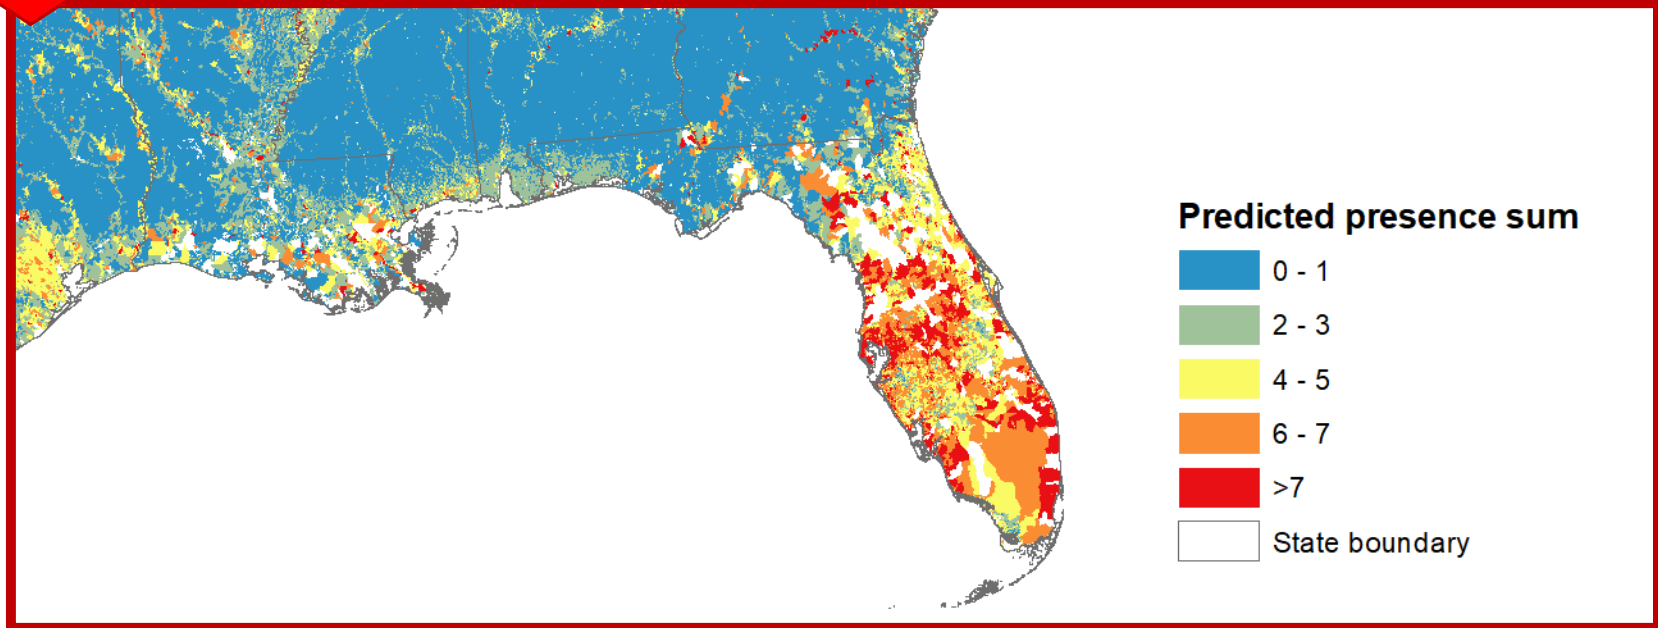 Predicted presence sum
0 - 1
2 - 3
4 - 5
6 - 7
>7
State boundary